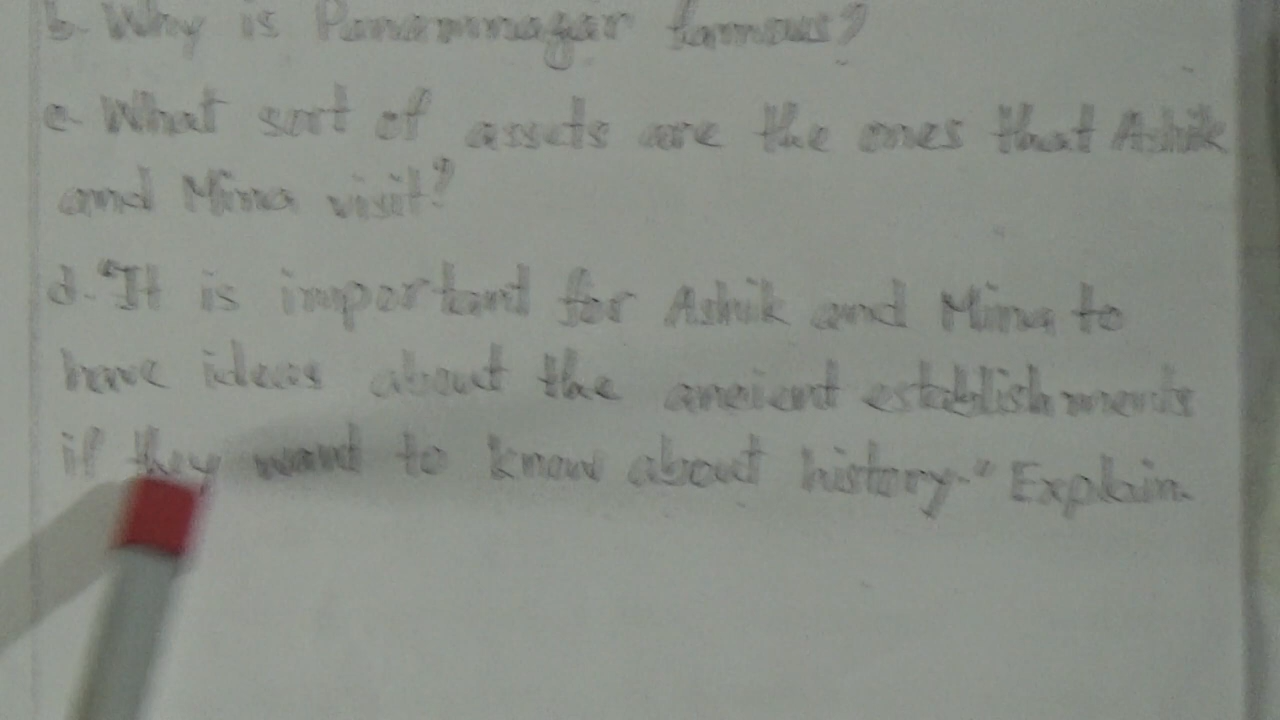 b. Why is Panamnagar famous?
c. What sort of assets are the ones that Ashik
and Mina visit?
d. "It is important for Ashik and Mina to
have ideas about the ancient establishments
if they want to know about history." Explain.